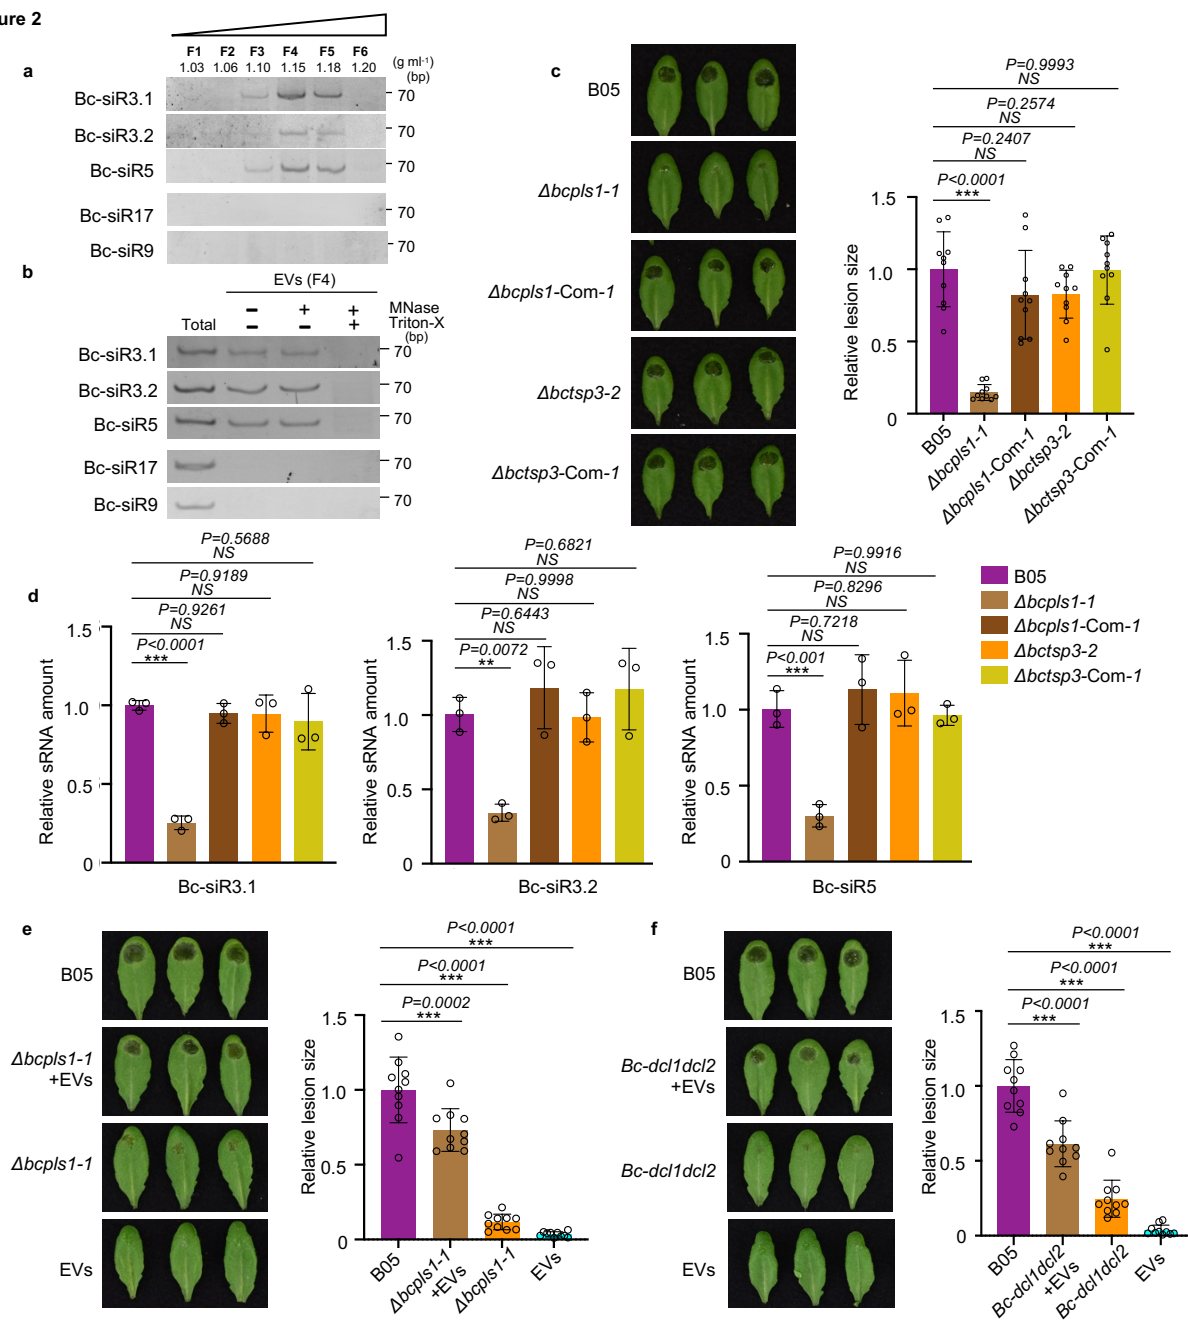 ure 2
F1 F2 F3 F4 F5 F6
1.03 1.06 1.10 1.15 1.18 1.20 (g ml-1)
(bp)
a
Bc-siR3.1 70
Bc-siR3.2 70
Bc-siR5 70
Bc-siR17 70
Bc-siR9 70
b
EVs (F4)
− + + MNase
Total − − + Triton-X
(bp)
Bc-siR3.1 70
Bc-siR3.2 70
Bc-siR5 70
Bc-siR17 70
Bc-siR9 70
c
B05
Δbcpls1-1
Δbcpls1-Com-1
Δbctsp3-2
Δbctsp3-Com-1
P=0.9993
NS
P=0.2574
NS
P=0.2407
NS
P<0.0001
***
Relative lesion size
1.5
1.0
0.5
0
B05
Δbcpls1-1
Δbcpls1-Com-1
Δbctsp3-2
Δbctsp3-Com-1
d
P=0.5688
NS
P=0.9189
NS
P=0.9261
NS
P<0.0001
***
Relative sRNA amount
1.5
1.0
0.5
0
Bc-siR3.1
P=0.6821
NS
P=0.9998
NS
P=0.6443
NS
P=0.0072
**
Relative sRNA amount
1.5
1.0
0.5
0
Bc-siR3.2
P=0.9916
NS
P=0.8296
NS
P=0.7218
NS
P<0.001
***
Relative sRNA amount
1.5
1.0
0.5
0
Bc-siR5
B05
Δbcpls1-1
Δbcpls1-Com-1
Δbctsp3-2
Δbctsp3-Com-1
e
B05
Δbcpls1-1
+EVs
Δbcpls1-1
EVs
P<0.0001
***
P<0.0001
***
P=0.0002
***
Relative lesion size
1.5
1.0
0.5
0
B05
Δbcpls1-1
+EVs
Δbcpls1-1
EVs
f
B05
Bc-dcl1dcl2
+EVs
Bc-dcl1dcl2
EVs
P<0.0001
***
P<0.0001
***
P<0.0001
***
Relative lesion size
1.5
1.0
0.5
0
B05
Bc-dcl1dcl2
+EVs
Bc-dcl1dcl2
EVs